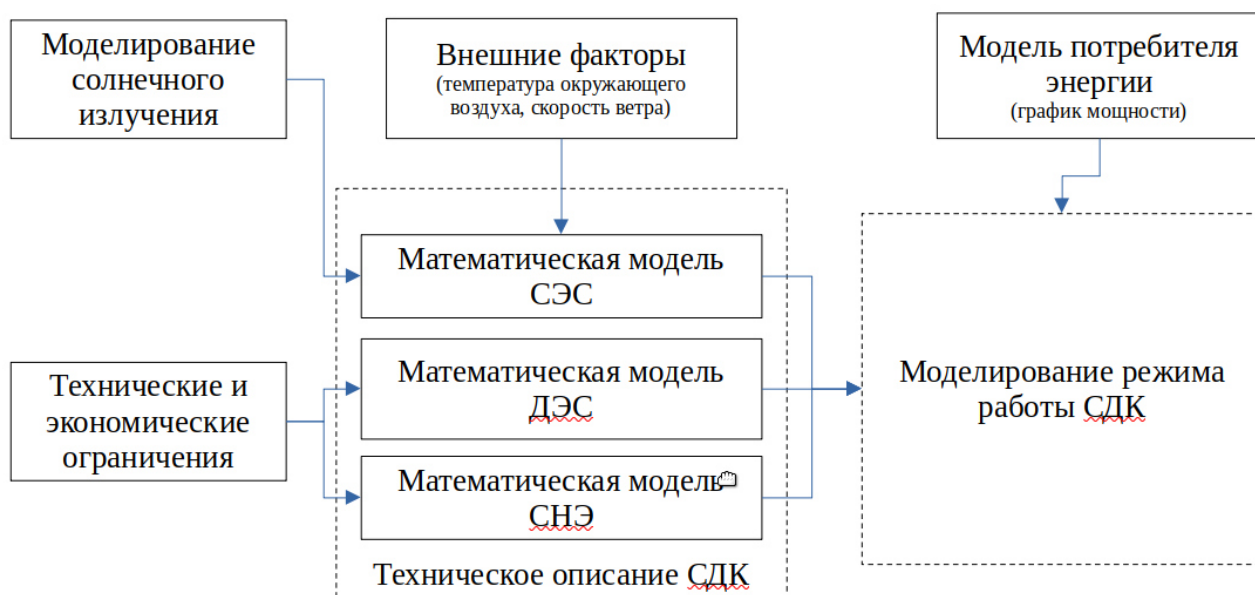 Моделирование
солнечного
излучения
Внешние факторы
(температура окружающего
воздуха, скорость ветра)
Модель потребителя
энергии
(график мощности)
Математическая модель
СЭС
Технические и
экономические
ограничения
Математическая модель
ДЭС
Математическая модель
СНЭ
Техническое описание СДК
Моделирование режима
работы СДК